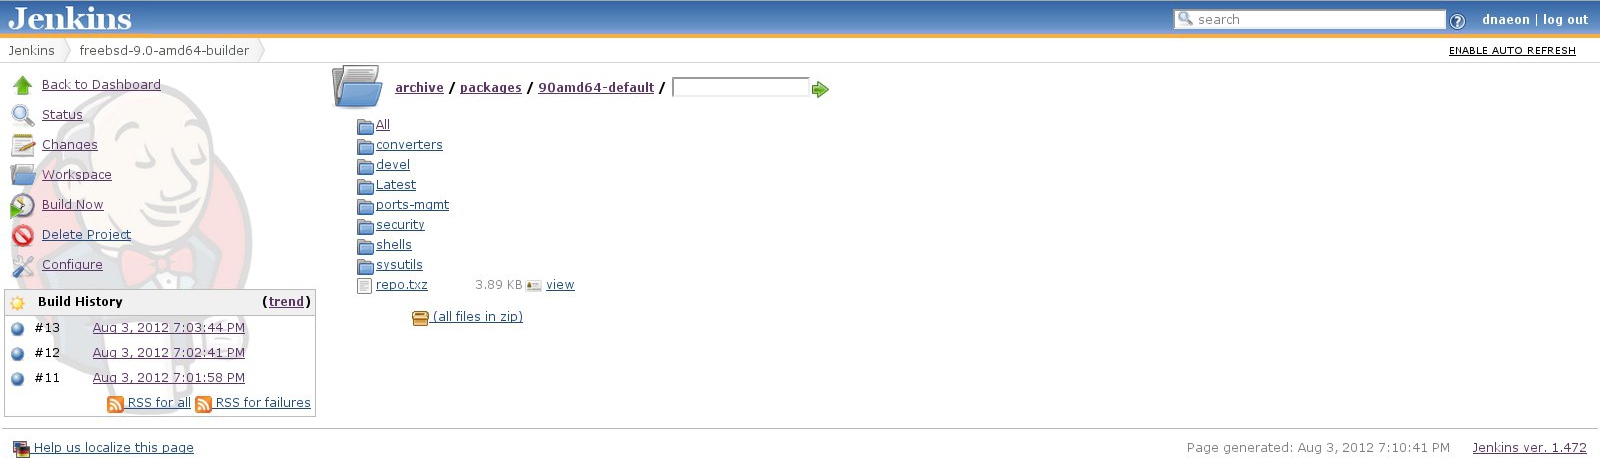 Jenkins
search
dnaeon | log out
Jenkins freebsd-9.0-amd64-builder
ENABLE AUTO REFRESH
Back to Dashboard
Status
Changes
Workspace
Build Now
Delete Project
Configure
Build History (trend)
#13 Aug 3, 2012 7:03:44 PM
#12 Aug 3, 2012 7:02:41 PM
#11 Aug 3, 2012 7:01:58 PM
RSS for all RSS for failures
archive / packages / 90amd64-default /
All
converters
devel
Latest
ports-mgmt
security
shells
sysutils
repo.txz 3.89 KB view
(all files in zip)
Help us localize this page
Page generated: Aug 3, 2012 7:10:41 PM Jenkins ver. 1.472